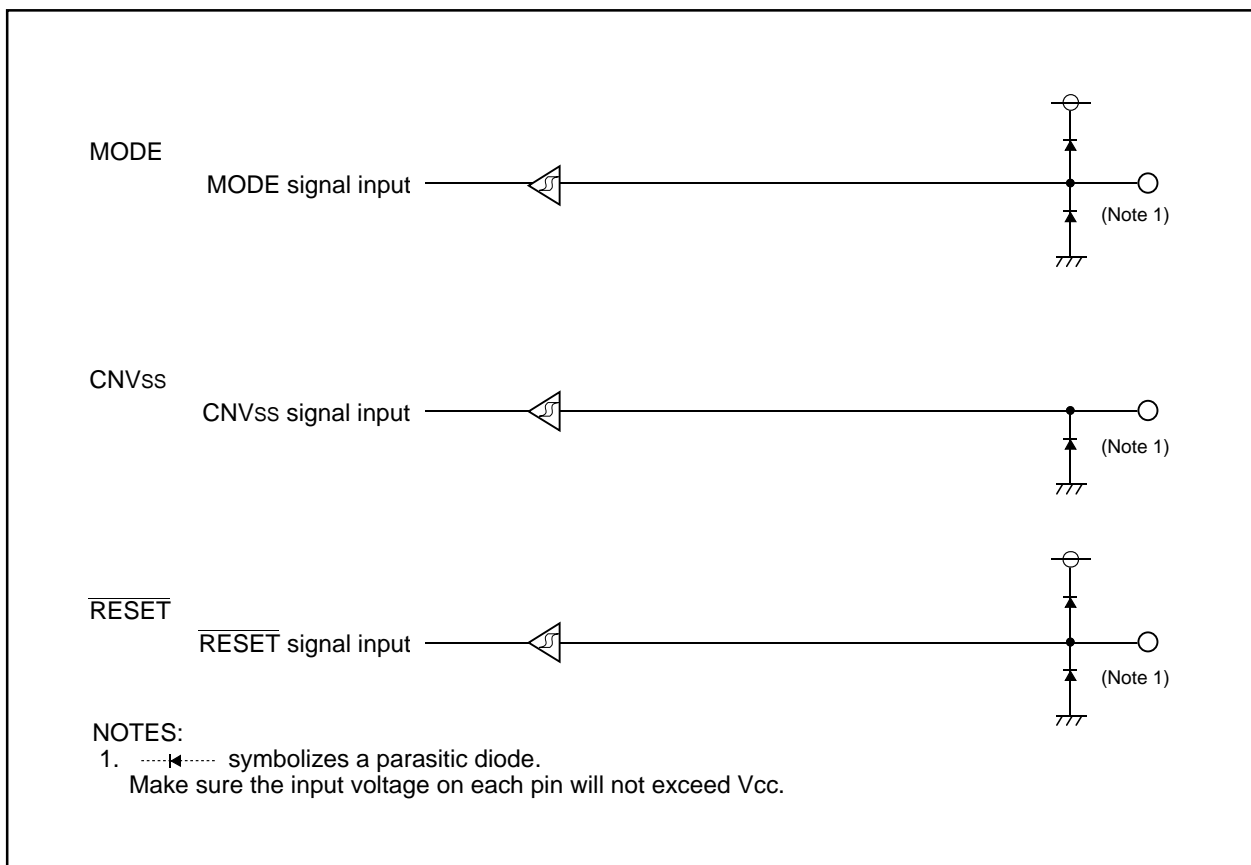 MODE
MODE signal input
(Note 1)
CNVss
CNVss signal input
(Note 1)
RESET
RESET signal input
(Note 1)
NOTES:
1. symbolizes a parasitic diode.
Make sure the input voltage on each pin will not exceed Vcc.